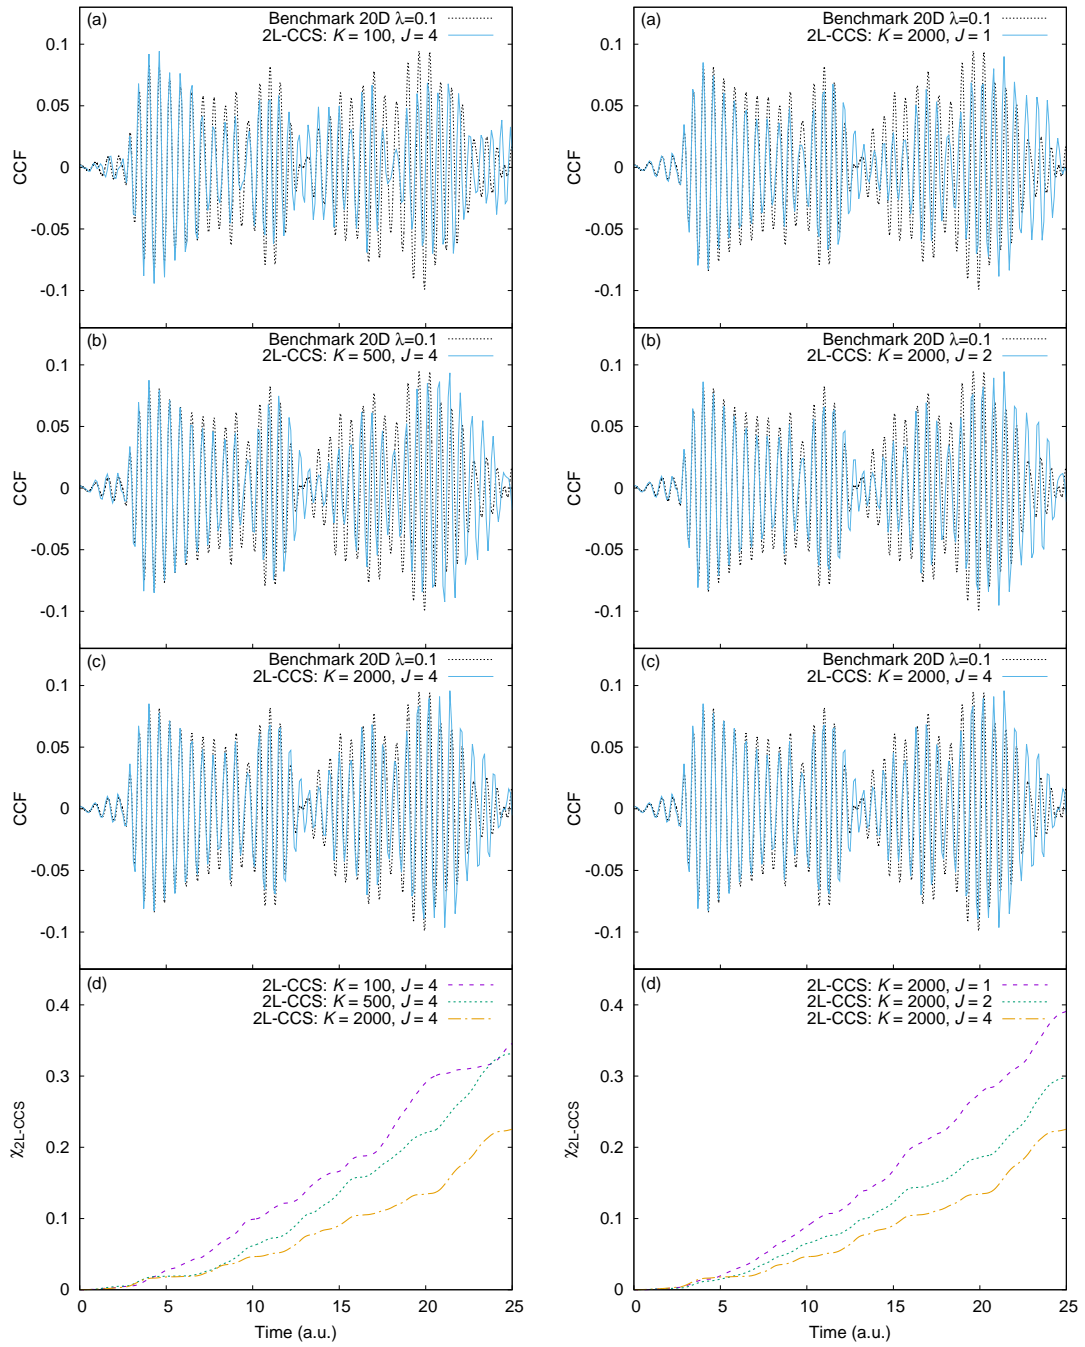 (a)
Benchmark 20D λ=0.1
2L-CCS: K = 100, J = 4
0.1
0.05
0
-0.05
-0.1
CCF
(b)
Benchmark 20D λ=0.1
2L-CCS: K = 500, J = 4
0.1
0.05
0
-0.05
-0.1
CCF
(c)
Benchmark 20D λ=0.1
2L-CCS: K = 2000, J = 4
0.1
0.05
0
-0.05
-0.1
CCF
(d)
2L-CCS: K = 100, J = 4
2L-CCS: K = 500, J = 4
2L-CCS: K = 2000, J = 4
0.4
0.3
0.2
0.1
0
χ2L-CCS
0 5 10 15 20 25
Time (a.u.)
(a)
Benchmark 20D λ=0.1
2L-CCS: K = 2000, J = 1
0.1
0.05
0
-0.05
-0.1
CCF
(b)
Benchmark 20D λ=0.1
2L-CCS: K = 2000, J = 2
0.1
0.05
0
-0.05
-0.1
CCF
(c)
Benchmark 20D λ=0.1
2L-CCS: K = 2000, J = 4
0.1
0.05
0
-0.05
-0.1
CCF
(d)
2L-CCS: K = 2000, J = 1
2L-CCS: K = 2000, J = 2
2L-CCS: K = 2000, J = 4
0.4
0.3
0.2
0.1
0
χ2L-CCS
0 5 10 15 20 25
Time (a.u.)